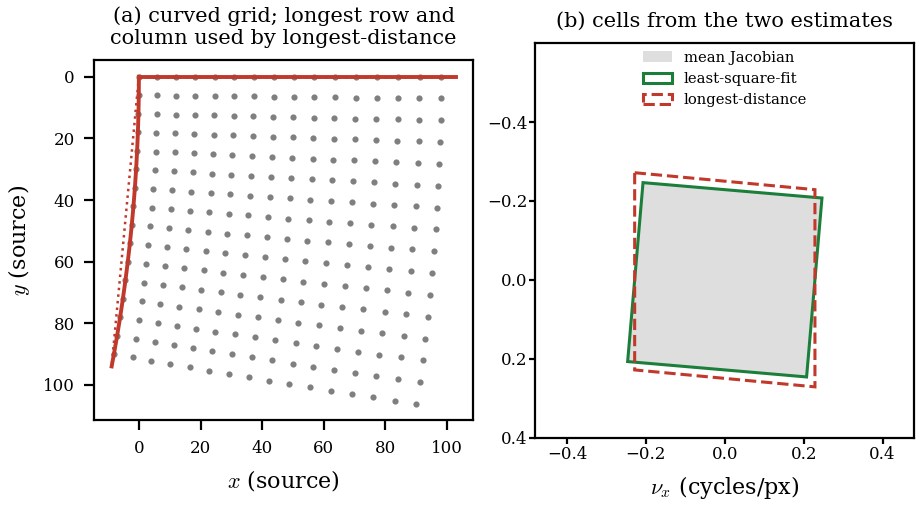 (a) curved grid; longest row and
column used by longest-distance
0
20
40
60
80
100
y (source)
0 20 40 60 80 100
x (source)
(b) cells from the two estimates
mean Jacobian
least-square-fit
longest-distance
−0.4
−0.2
0.0
0.2
0.4
−0.4 −0.2 0.0 0.2 0.4
νₓ (cycles/px)